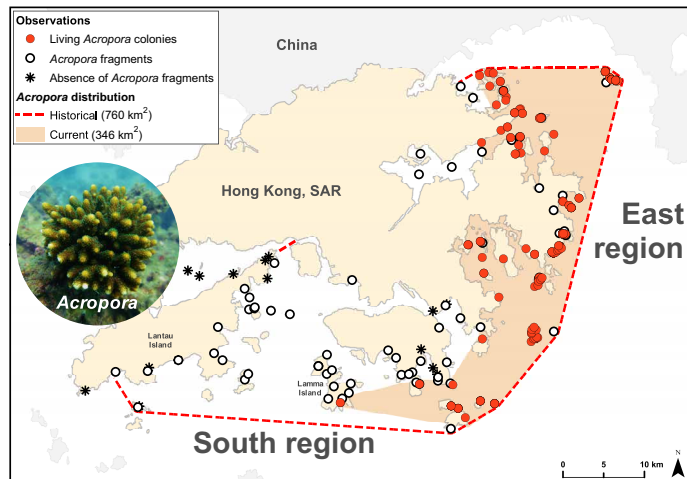 Observations
Living Acropora colonies
Acropora fragments
Absence of Acropora fragments
Acropora distribution
Historical (760 km²)
Current (346 km²)
China
Hong Kong, SAR
East
region
Acropora
Lantau
Island
Lamma
Island
South region
0 5 10 km
N